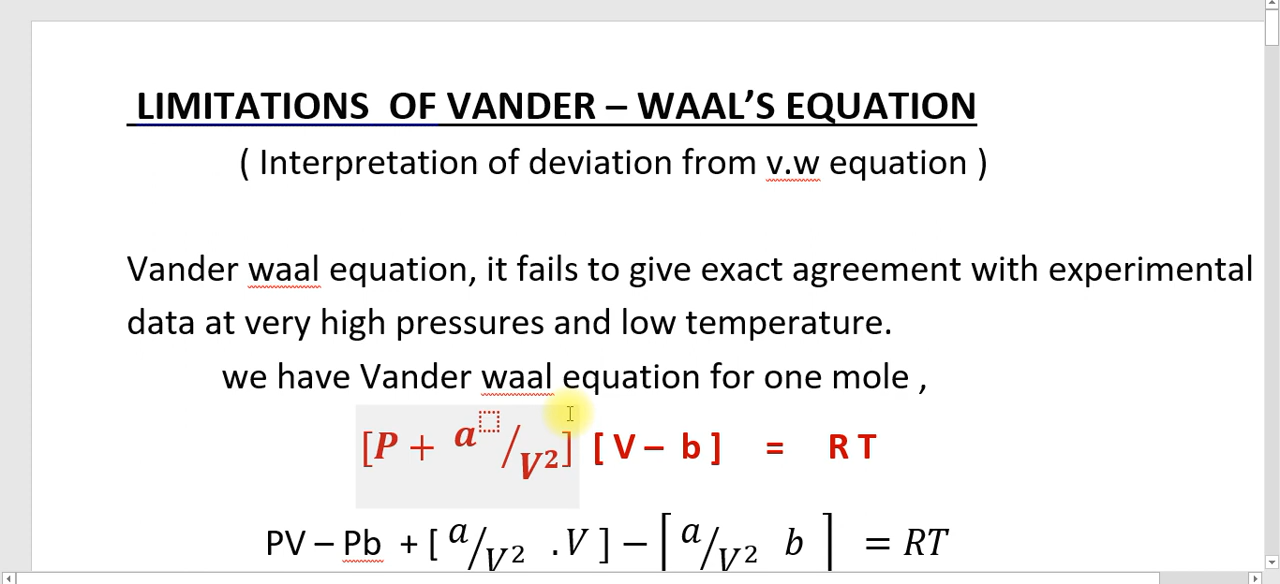 LIMITATIONS OF VANDER – WAAL’S EQUATION
( Interpretation of deviation from v.w equation )
Vander waal equation, it fails to give exact agreement with experimental
data at very high pressures and low temperature.
we have Vander waal equation for one mole ,
[P + a/V²] [ V – b ] = R T
PV – Pb + [ a/V² . V ] – [ a/V² b ] = RT